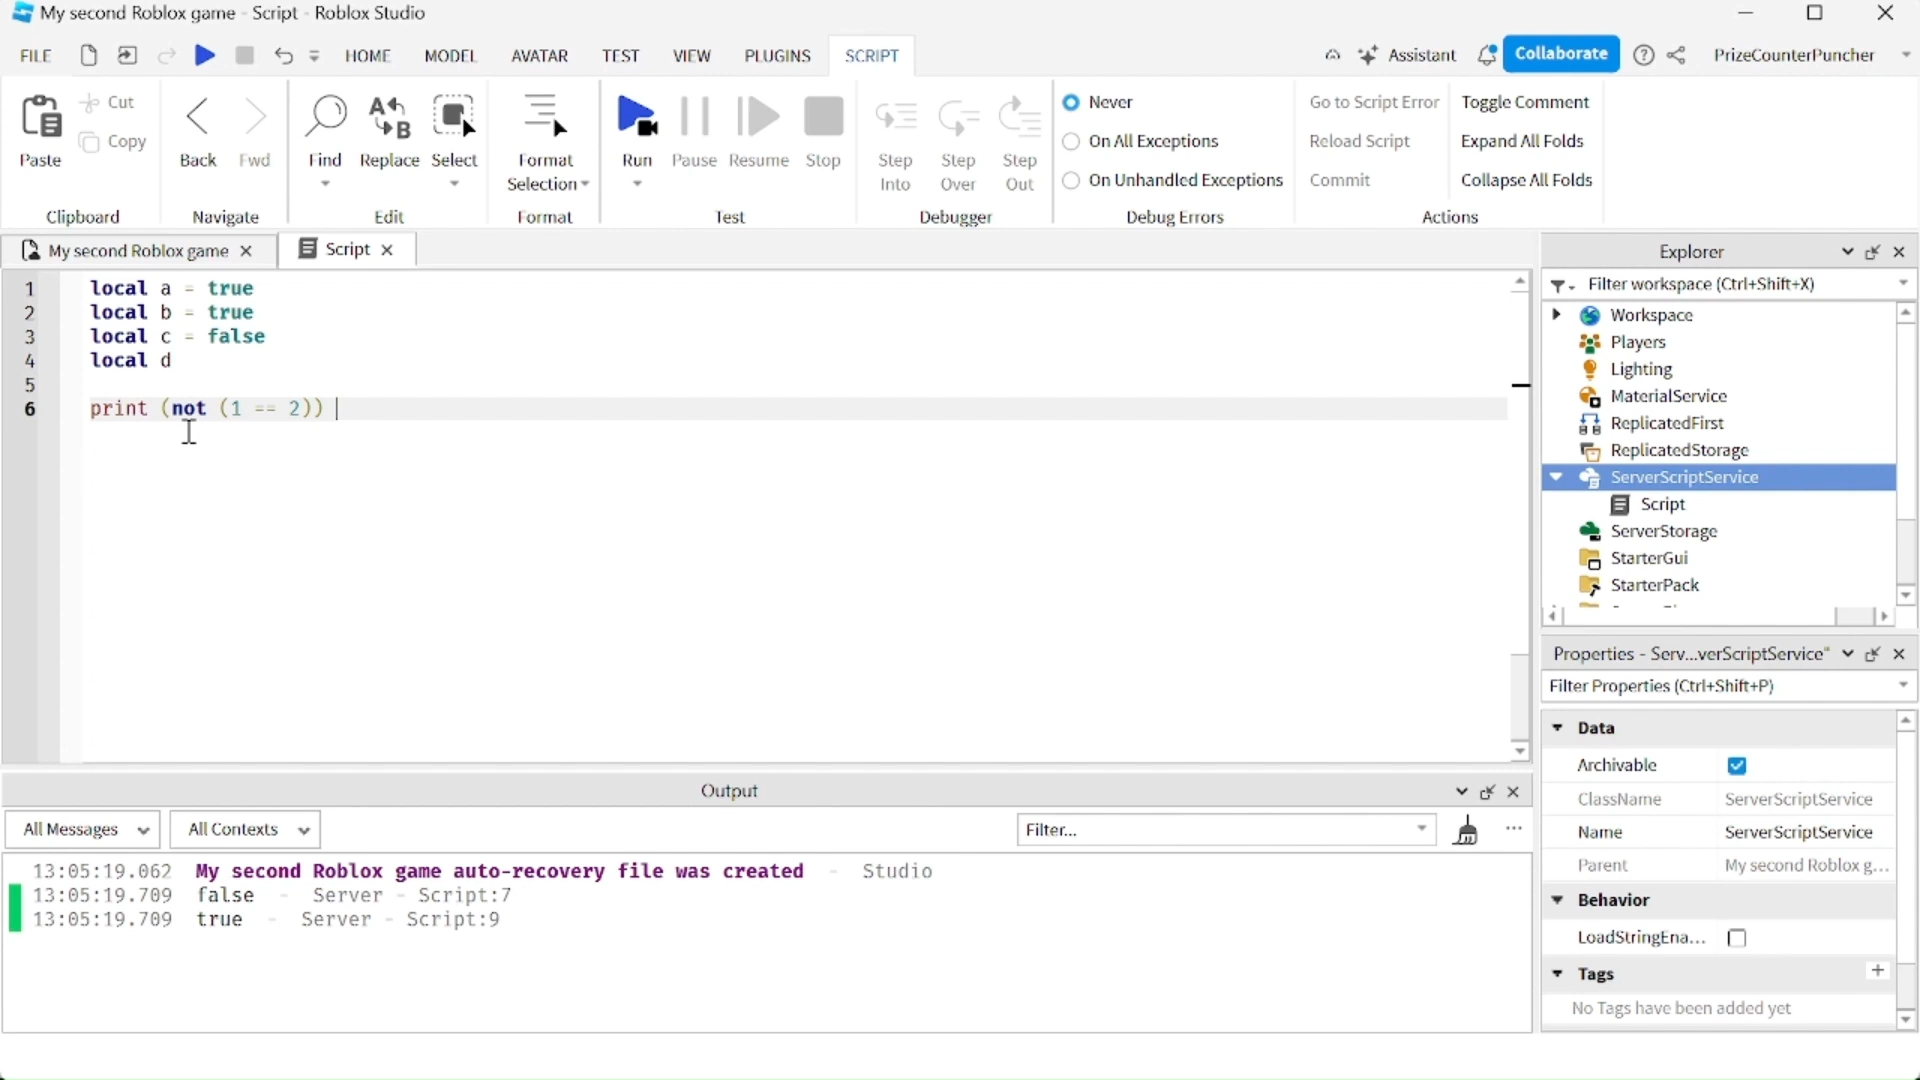 My second Roblox game - Script - Roblox Studio
FILE HOME MODEL AVATAR TEST VIEW PLUGINS SCRIPT Assistant Collaborate PrizeCounterPuncher
Paste Cut Copy
Clipboard
Back Fwd
Navigate
Find Replace Select
Edit
Format Selection
Format
Run Pause Resume Stop
Test
Step Into Step Over Step Out
Debugger
Never
On All Exceptions
On Unhandled Exceptions
Debug Errors
Go to Script Error Toggle Comment
Reload Script Expand All Folds
Commit Collapse All Folds
Actions
My second Roblox game Script
1 local a = true
2 local b = true
3 local c = false
4 local d
5
6 print (not (1 == 2))
Explorer
Filter workspace (Ctrl+Shift+X)
Workspace
Players
Lighting
MaterialService
ReplicatedFirst
ReplicatedStorage
ServerScriptService
Script
ServerStorage
StarterGui
StarterPack
Properties - Serv...verScriptService"
Filter Properties (Ctrl+Shift+P)
Data
Archivable
ClassName ServerScriptService
Name ServerScriptService
Parent My second Roblox g...
Behavior
LoadStringEna...
Tags +
No Tags have been added yet
Output
All Messages All Contexts Filter...
13:05:19.062 My second Roblox game auto-recovery file was created - Studio
13:05:19.709 false - Server - Script:7
13:05:19.709 true - Server - Script:9